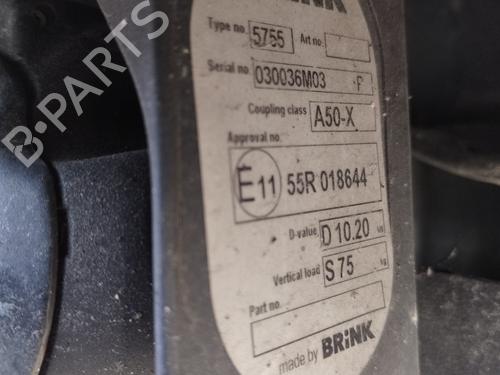 BRINK
Type no. 5755 Art no.
Serial no 030036M03 F
Coupling class A50-X
Approval no.
E11 55R 018644
D-value D 10.20 kN
Vertical load S 75 kg
Part no.
made by BRINK
B-PARTS